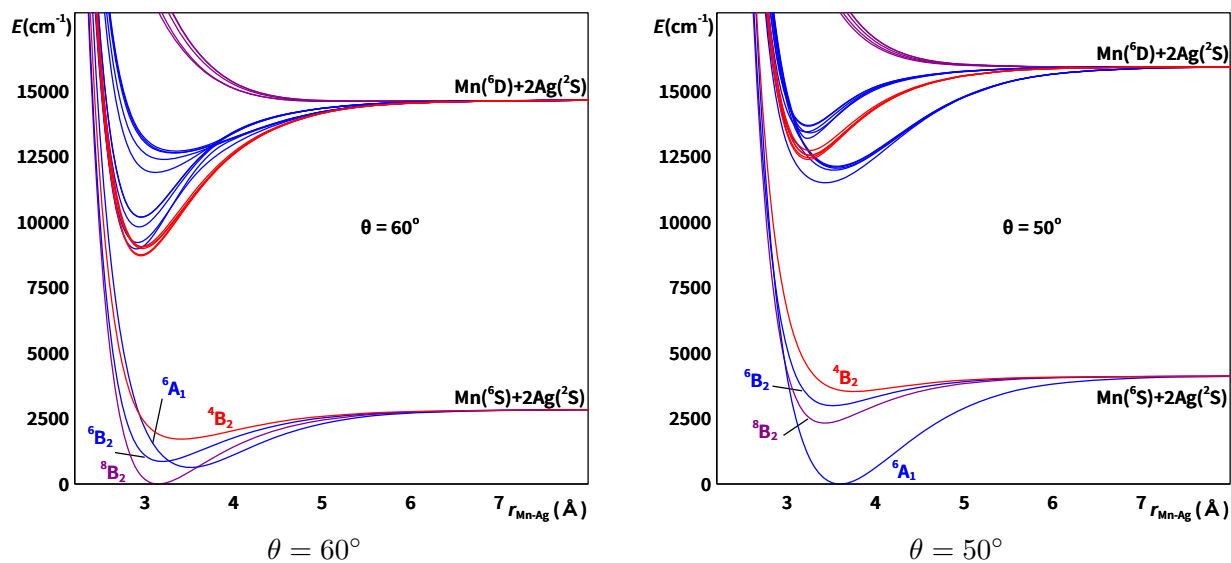 E(cm⁻¹)
15000
12500
10000
7500
5000
2500
0
Mn(⁶D)+2Ag(²S)
θ = 60°
⁶A₁
⁴B₂
⁶B₂
⁸B₂
Mn(⁶S)+2Ag(²S)
3 4 5 6 7 r Mn-Ag (Å)
θ = 60°
E(cm⁻¹)
15000
12500
10000
7500
5000
2500
0
Mn(⁶D)+2Ag(²S)
θ = 50°
⁶B₂
⁴B₂
⁸B₂
⁶A₁
Mn(⁶S)+2Ag(²S)
3 4 5 6 7 r Mn-Ag (Å)
θ = 50°